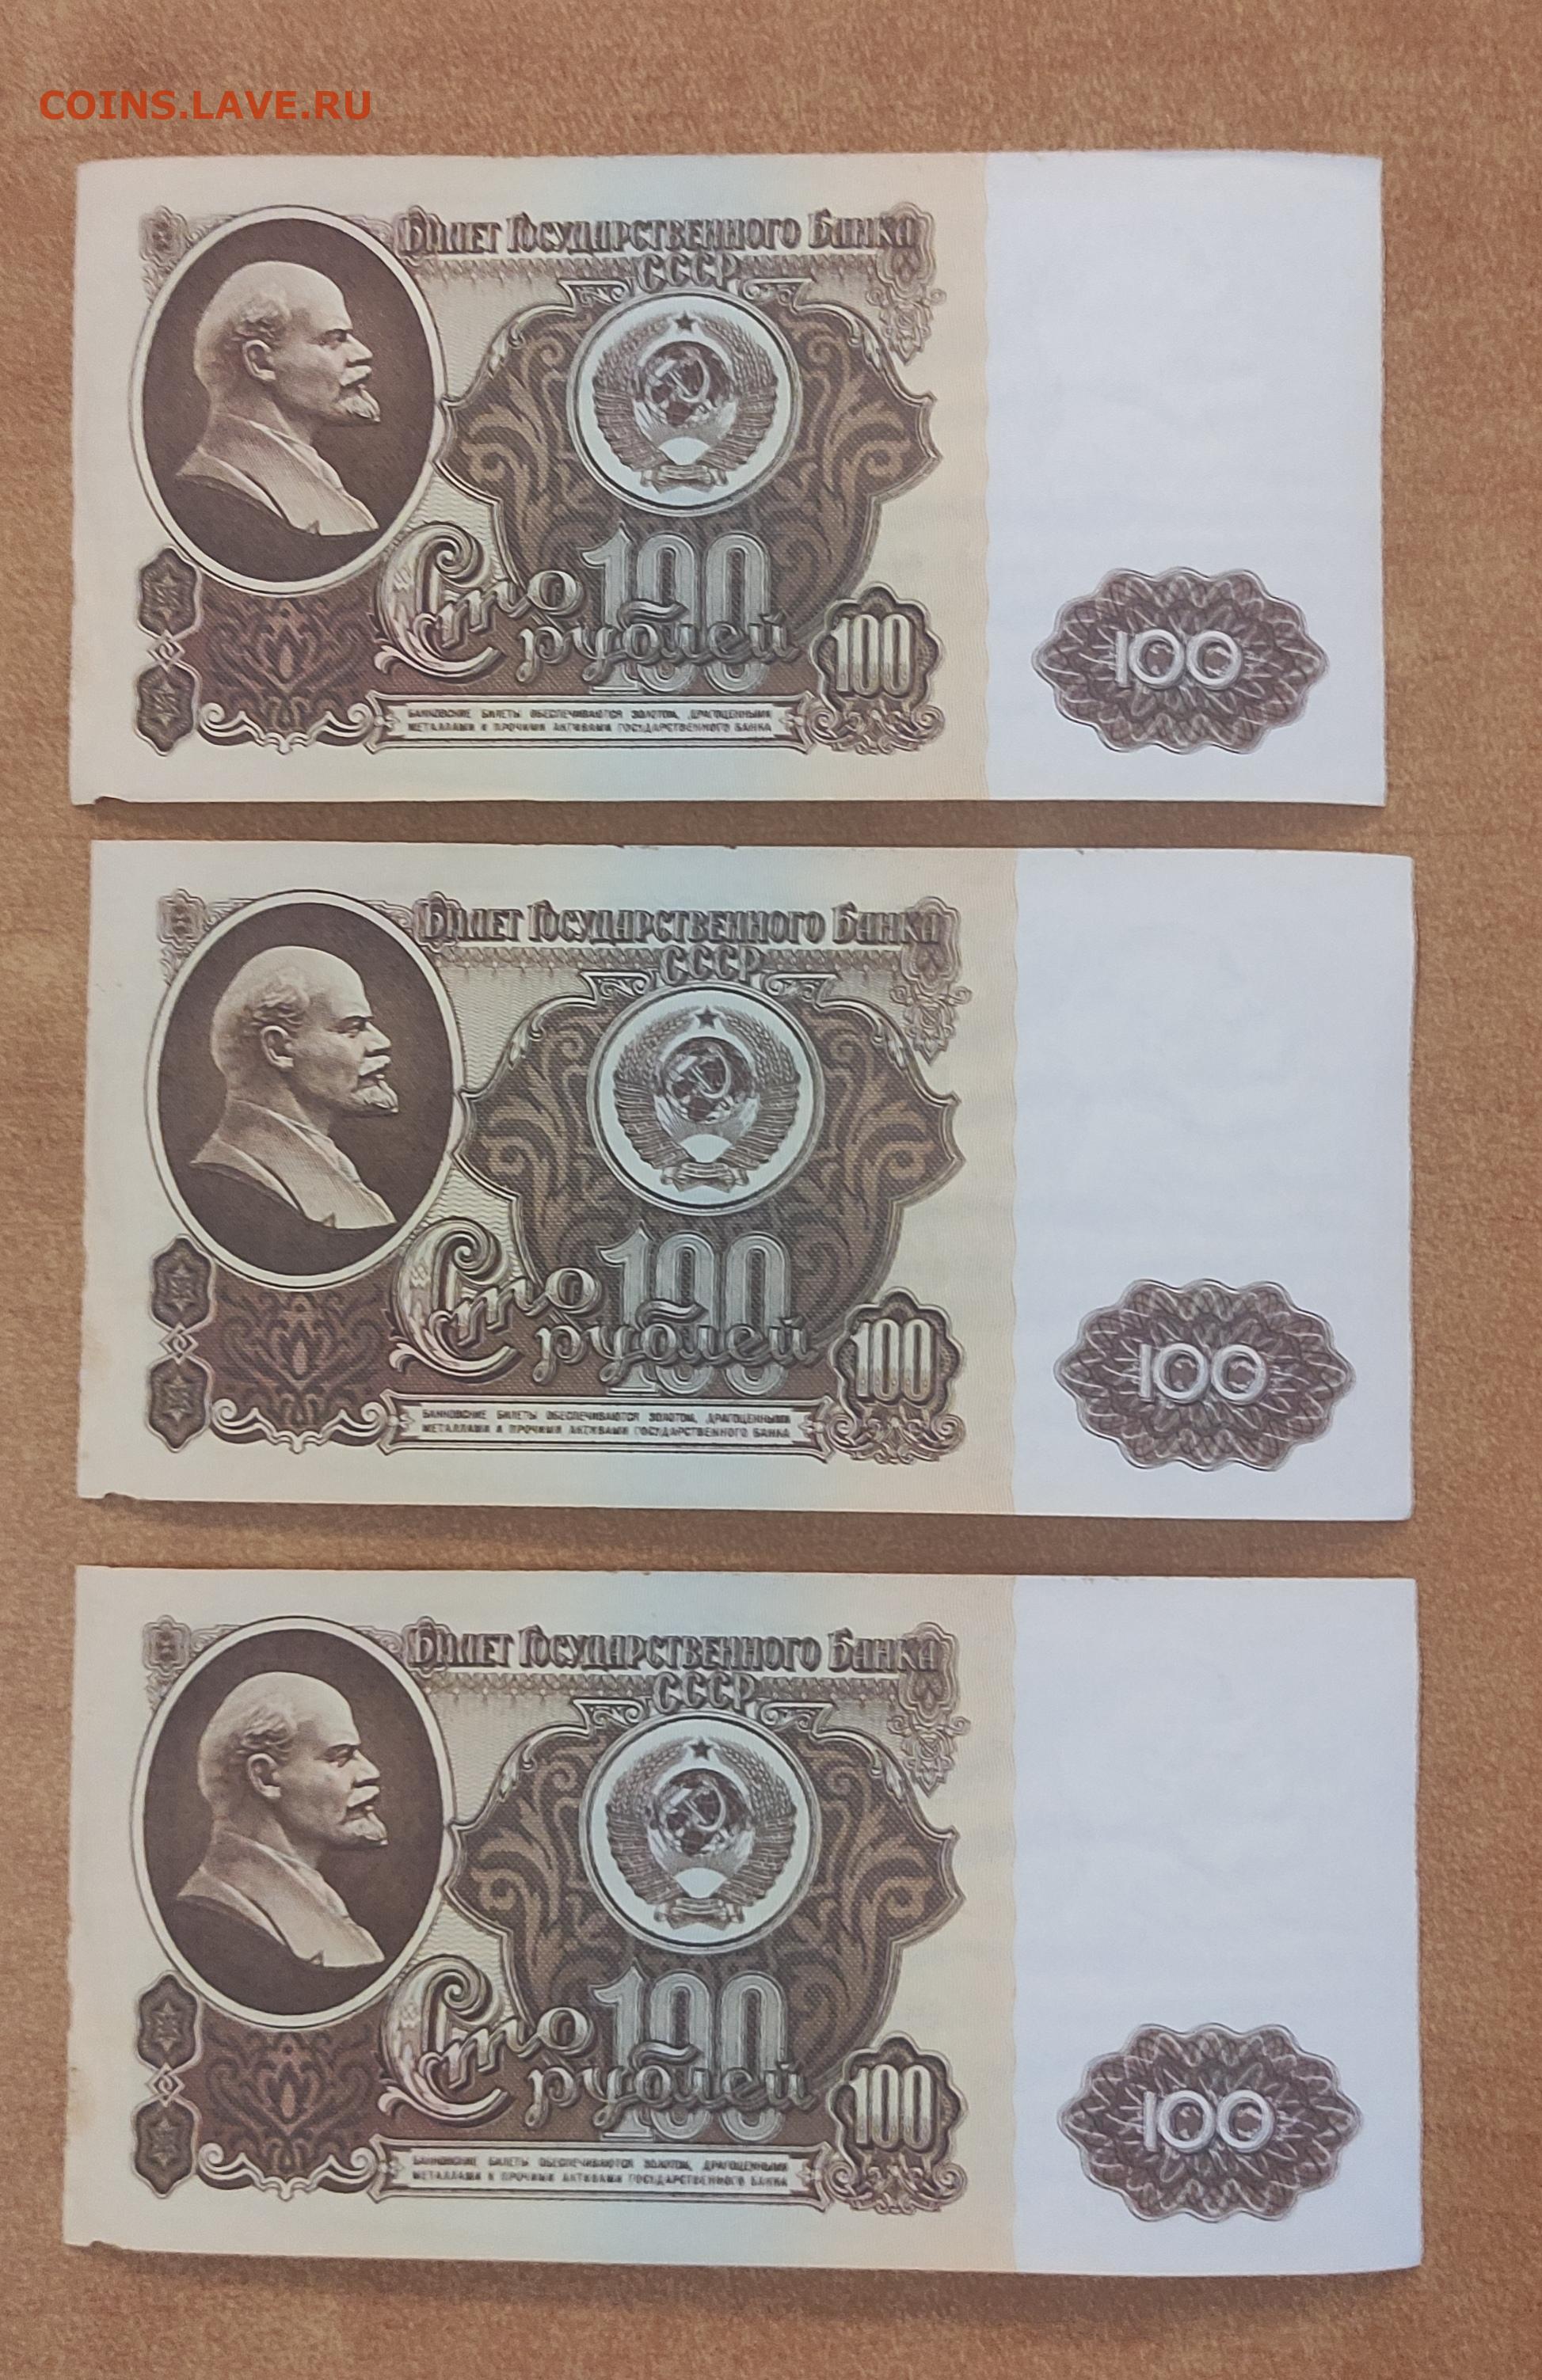 COINS.LAVE.RU
Билет Государственного Банка
СССР
100
Сто
рублей
100
100
БАНКОВСКИЕ БИЛЕТЫ ОБЕСПЕЧИВАЮТСЯ ЗОЛОТОМ, ДРАГОЦЕННЫМИ
МЕТАЛЛАМИ И ПРОЧИМИ АКТИВАМИ ГОСУДАРСТВЕННОГО БАНКА
Билет Государственного Банка
СССР
100
Сто
рублей
100
100
БАНКОВСКИЕ БИЛЕТЫ ОБЕСПЕЧИВАЮТСЯ ЗОЛОТОМ, ДРАГОЦЕННЫМИ
МЕТАЛЛАМИ И ПРОЧИМИ АКТИВАМИ ГОСУДАРСТВЕННОГО БАНКА
Билет Государственного Банка
СССР
100
Сто
рублей
100
100
БАНКОВСКИЕ БИЛЕТЫ ОБЕСПЕЧИВАЮТСЯ ЗОЛОТОМ, ДРАГОЦЕННЫМИ
МЕТАЛЛАМИ И ПРОЧИМИ АКТИВАМИ ГОСУДАРСТВЕННОГО БАНКА